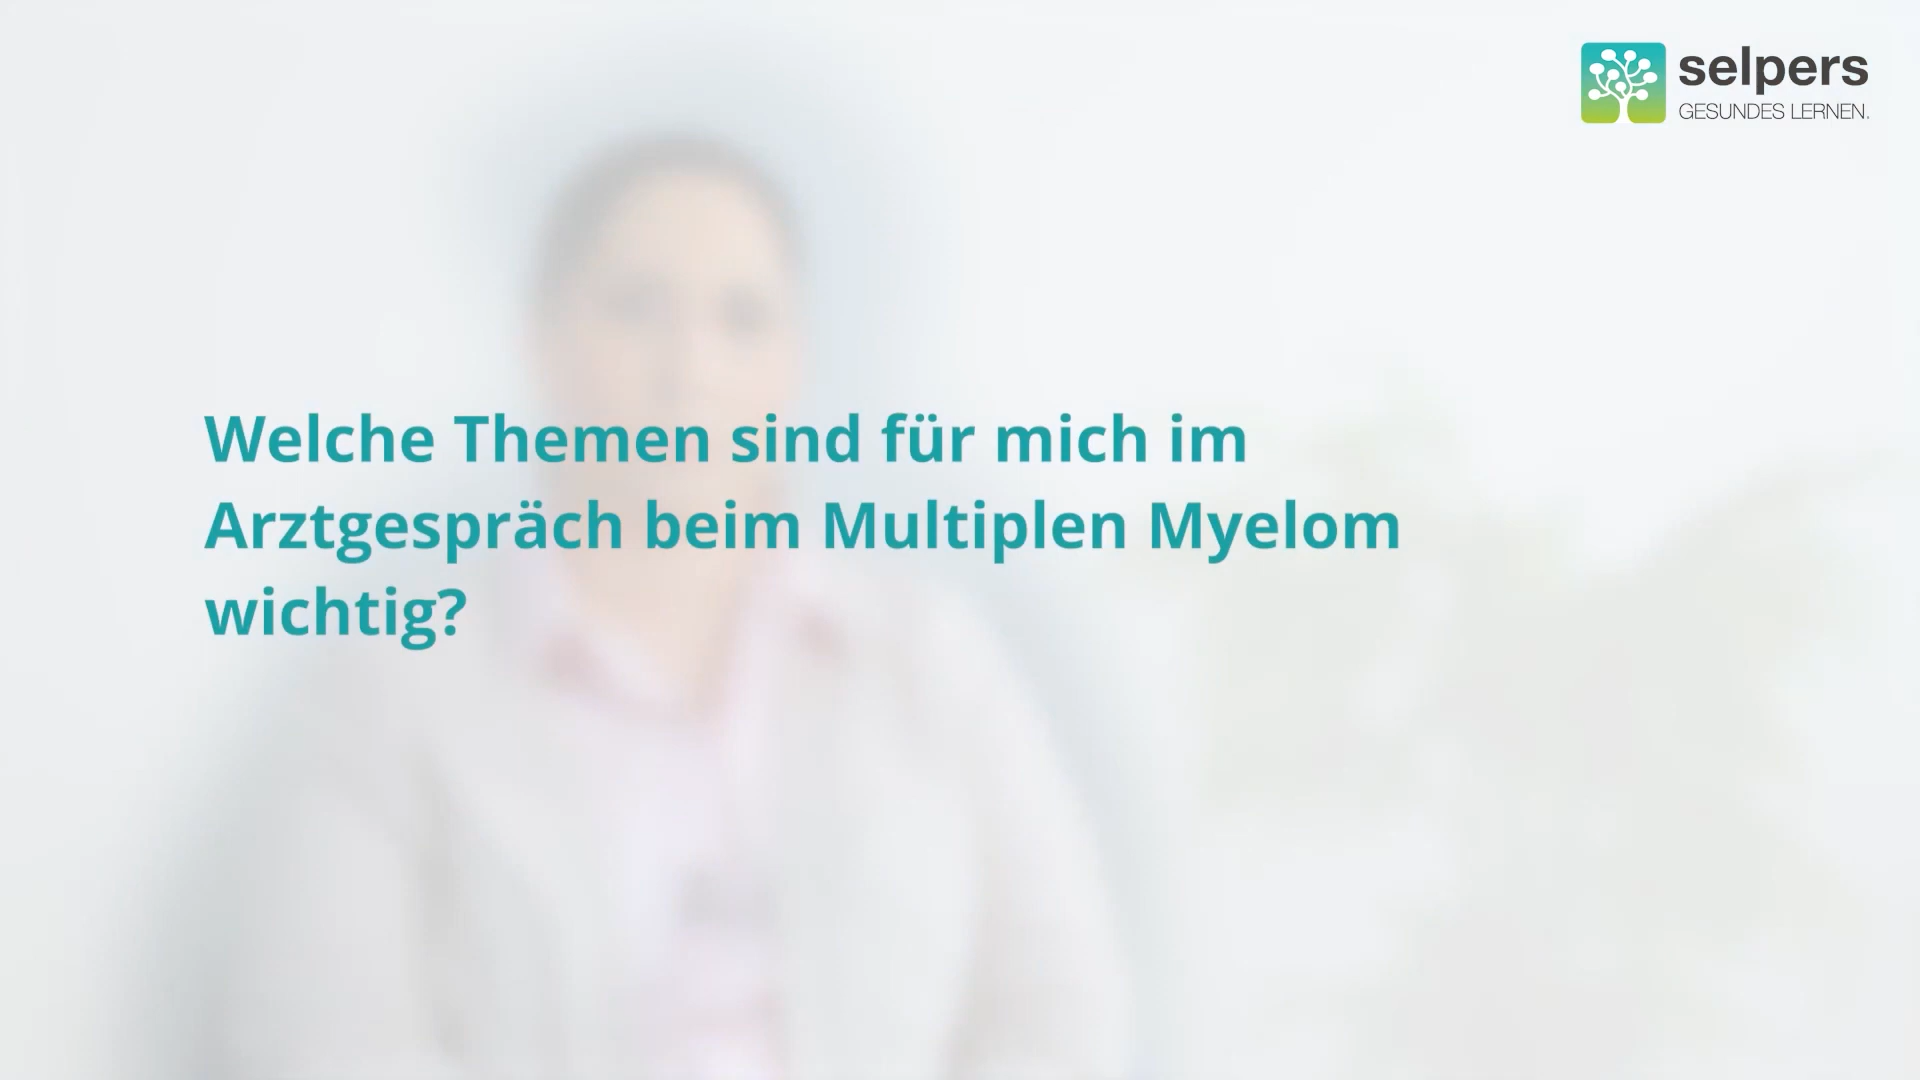 selpers
GESUNDES LERNEN.
Welche Themen sind für mich im
Arztgespräch beim Multiplen Myelom
wichtig?